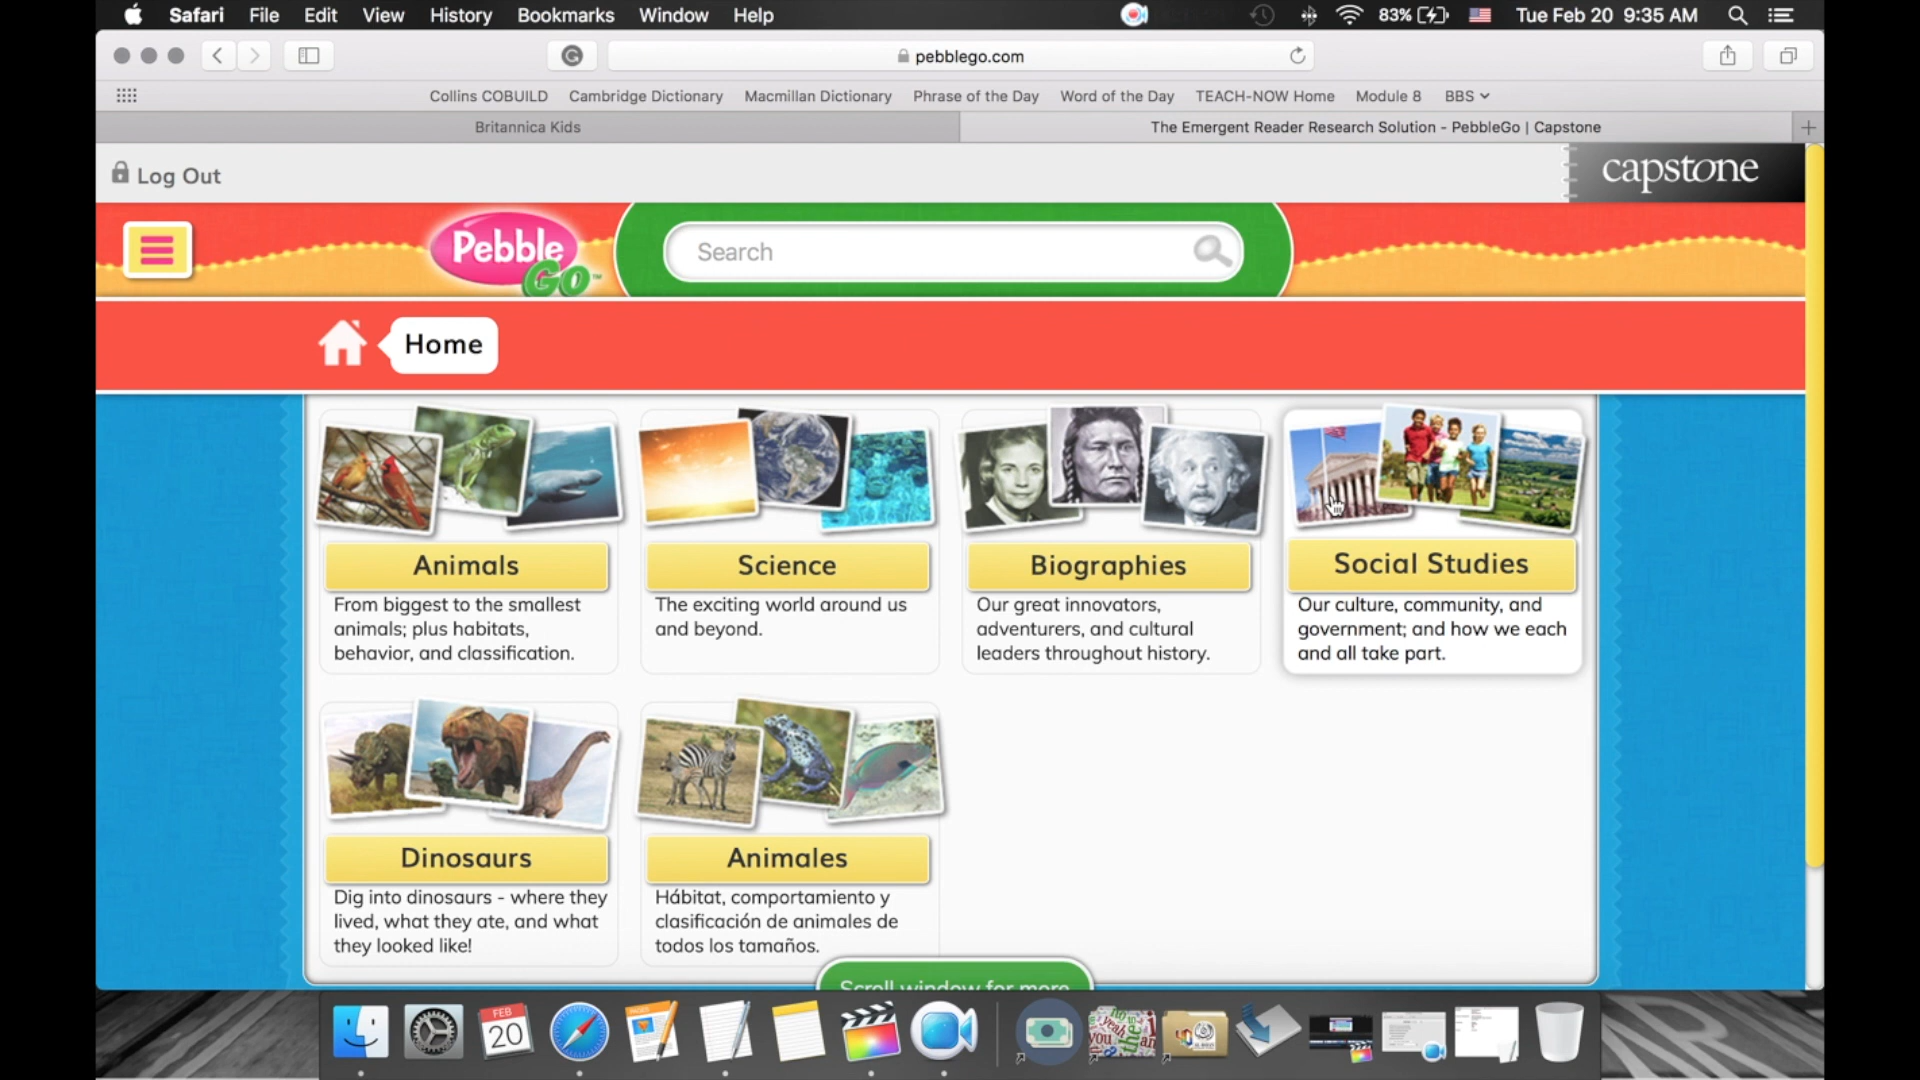 Safari File Edit View History Bookmarks Window Help 83% Tue Feb 20 9:35 AM
pebblego.com
Collins COBUILD Cambridge Dictionary Macmillan Dictionary Phrase of the Day Word of the Day TEACH-NOW Home Module 8 BBS
Britannica Kids The Emergent Reader Research Solution - PebbleGo | Capstone
Log Out capstone
Pebble
GO™
Search
Home
Animals
From biggest to the smallest
animals; plus habitats,
behavior, and classification.
Science
The exciting world around us
and beyond.
Biographies
Our great innovators,
adventurers, and cultural
leaders throughout history.
Social Studies
Our culture, community, and
government; and how we each
and all take part.
Dinosaurs
Dig into dinosaurs - where they
lived, what they ate, and what
they looked like!
Animales
Hábitat, comportamiento y
clasificación de animales de
todos los tamaños.
Scroll window for more
FEB
20
PAGES